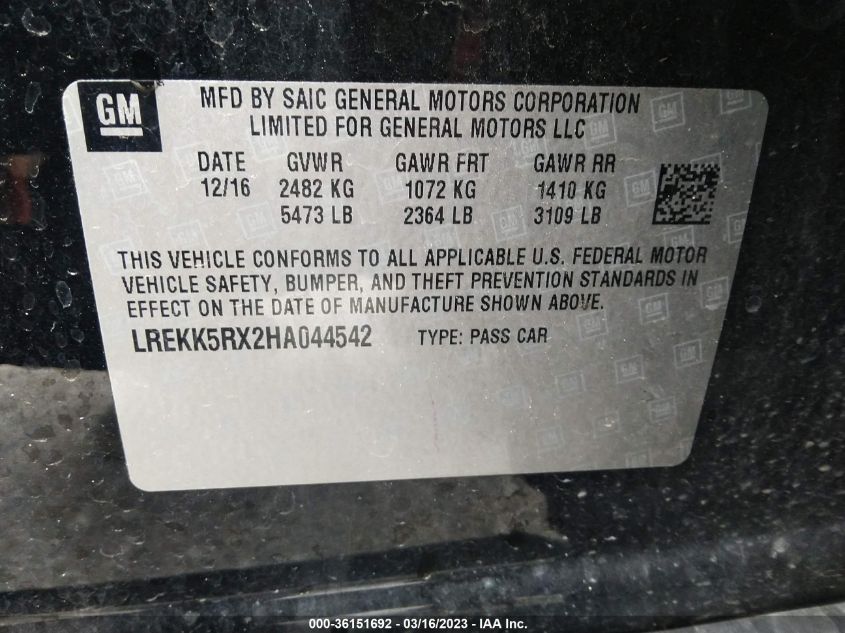 GM
MFD BY SAIC GENERAL MOTORS CORPORATION
LIMITED FOR GENERAL MOTORS LLC
DATE GVWR GAWR FRT GAWR RR
12/16 2482 KG 1072 KG 1410 KG
5473 LB 2364 LB 3109 LB
THIS VEHICLE CONFORMS TO ALL APPLICABLE U.S. FEDERAL MOTOR
VEHICLE SAFETY, BUMPER, AND THEFT PREVENTION STANDARDS IN
EFFECT ON THE DATE OF MANUFACTURE SHOWN ABOVE.
LREKK5RX2HA044542 TYPE: PASS CAR
000-36151692 - 03/16/2023 - 1YARD, INC.